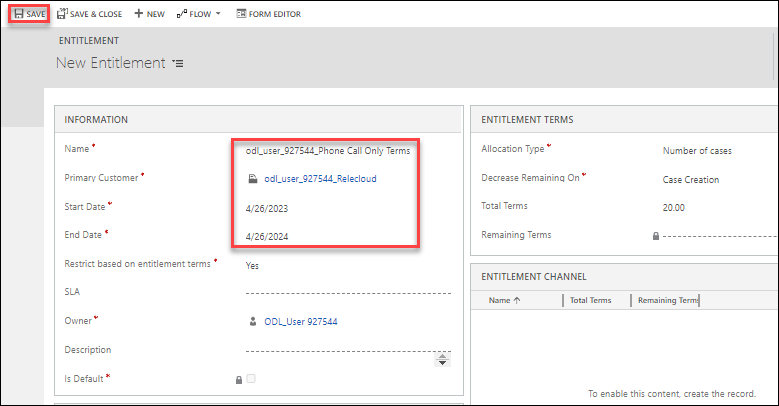 SAVE SAVE & CLOSE NEW FLOW FORM EDITOR
ENTITLEMENT
New Entitlement
INFORMATION
Name * odl_user_927544_Phone Call Only Terms
Primary Customer * odl_user_927544_Relecloud
Start Date * 4/26/2023
End Date * 4/26/2024
Restrict based on entitlement terms * Yes
SLA
Owner * ODL_User 927544
Description
Is Default *
ENTITLEMENT TERMS
Allocation Type * Number of cases
Decrease Remaining On * Case Creation
Total Terms 20.00
Remaining Terms
ENTITLEMENT CHANNEL
Name Total Terms Remaining Terms
To enable this content, create the record.